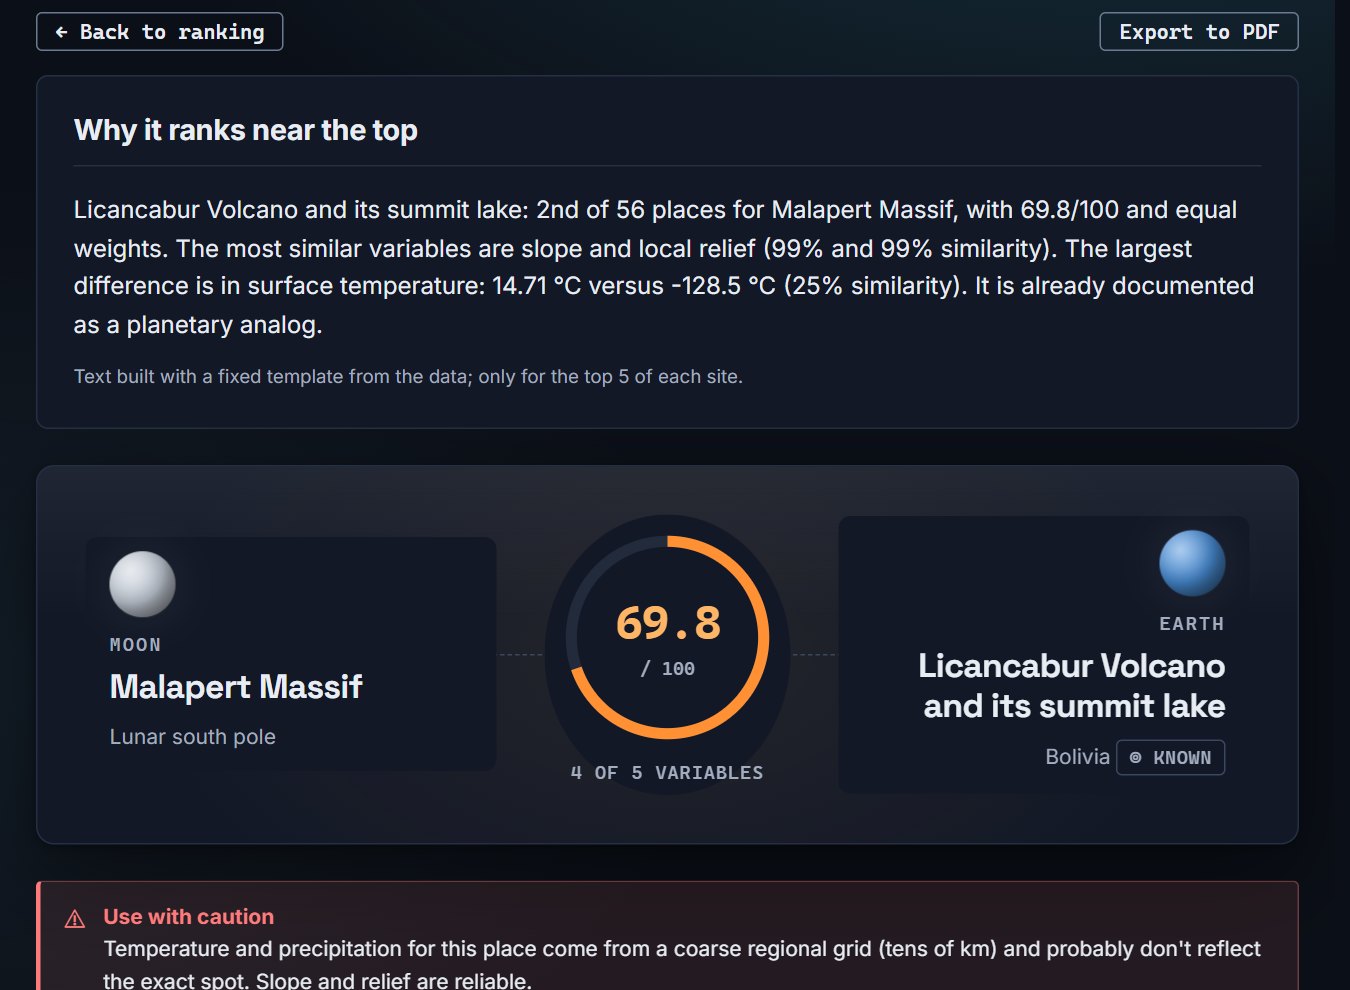 ← Back to ranking
Export to PDF
Why it ranks near the top
Licancabur Volcano and its summit lake: 2nd of 56 places for Malapert Massif, with 69.8/100 and equal
weights. The most similar variables are slope and local relief (99% and 99% similarity). The largest
difference is in surface temperature: 14.71 °C versus -128.5 °C (25% similarity). It is already documented
as a planetary analog.
Text built with a fixed template from the data; only for the top 5 of each site.
MOON
Malapert Massif
Lunar south pole
69.8
/ 100
4 OF 5 VARIABLES
EARTH
Licancabur Volcano
and its summit lake
Bolivia ◎ KNOWN
⚠ Use with caution
Temperature and precipitation for this place come from a coarse regional grid (tens of km) and probably don't reflect
the exact spot. Slope and relief are reliable.